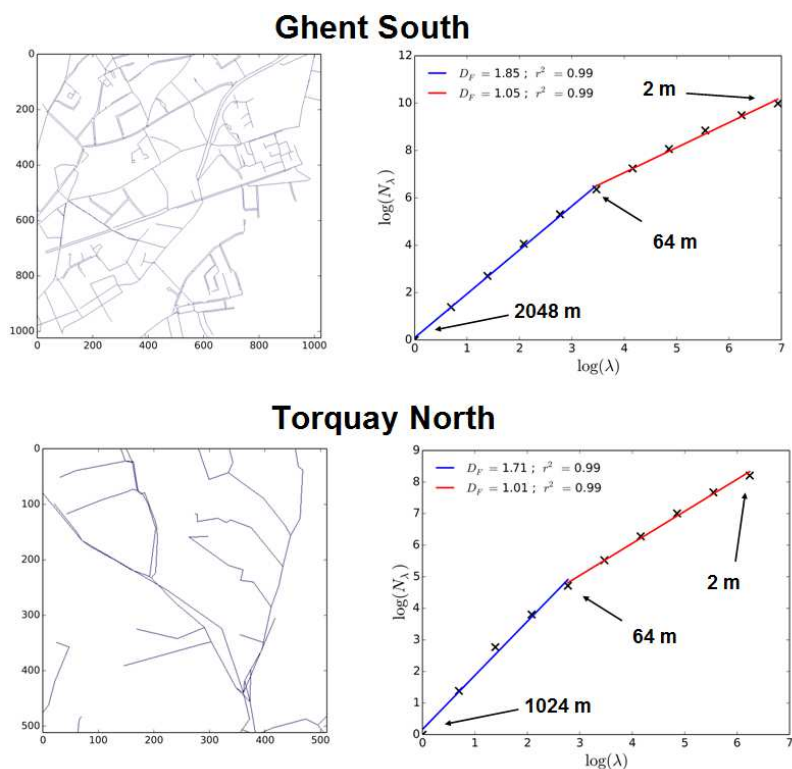 Ghent South
0
200
400
600
800
1000
0 200 400 600 800 1000
12
10
8
6
4
2
0
log(N_λ)
D_F = 1.85 ; r² = 0.99
D_F = 1.05 ; r² = 0.99
2 m
64 m
2048 m
0 1 2 3 4 5 6 7
log(λ)
Torquay North
0
100
200
300
400
500
0 100 200 300 400 500
9
8
7
6
5
4
3
2
1
0
log(N_λ)
D_F = 1.71 ; r² = 0.99
D_F = 1.01 ; r² = 0.99
2 m
64 m
1024 m
0 1 2 3 4 5 6 7
log(λ)